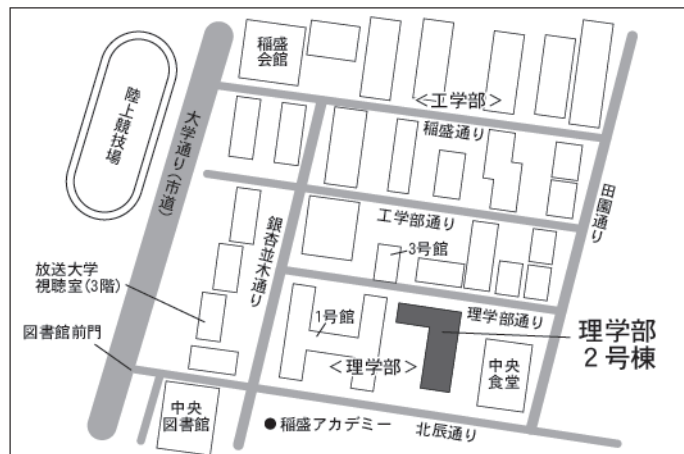 稲盛
会館
陸上競技場
大学通り(市道)
<工学部>
稲盛通り
田園通り
銀杏並木通り
工学部通り
3号館
放送大学
視聴室(3階)
1号館
理学部通り
理学部
2号棟
図書館前門
<理学部>
中央
食堂
中央
図書館
●稲盛アカデミー
北辰通り